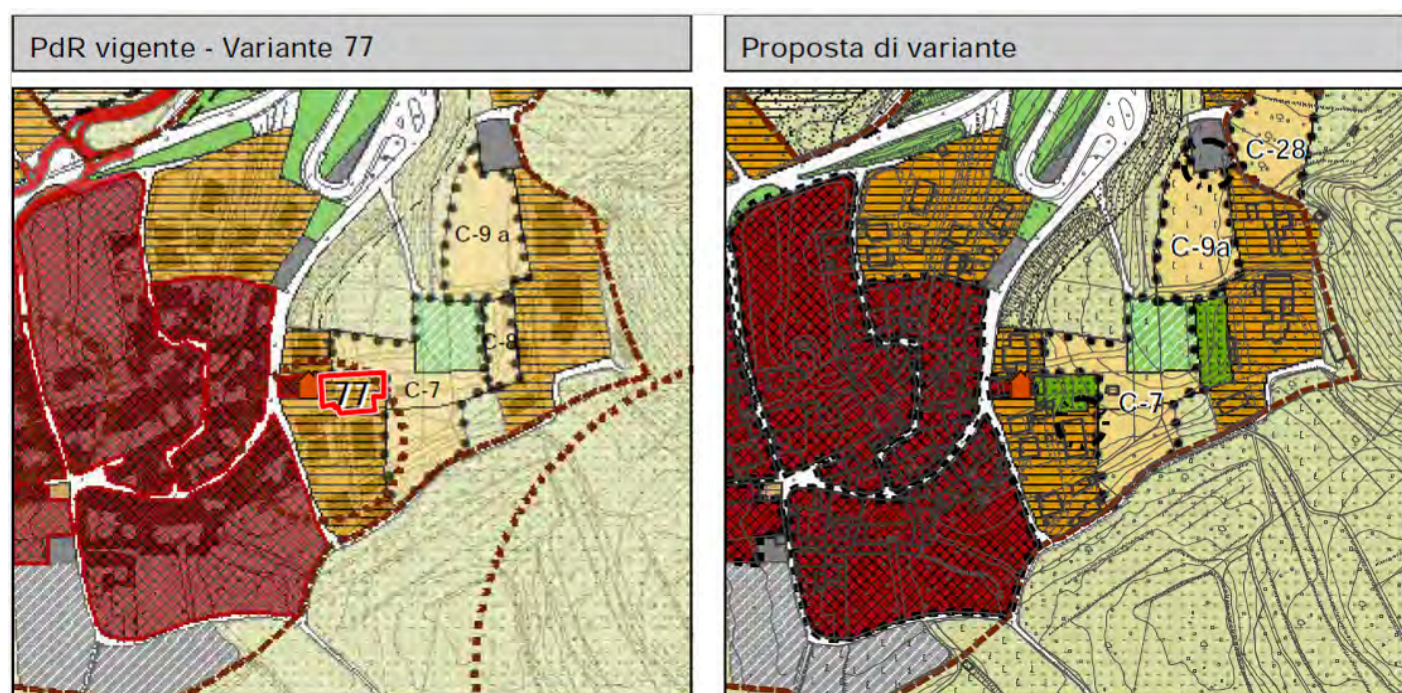 PdR vigente - Variante 77
Proposta di variante
C-9 a
C-8
77
C-7
C-28
C-9a
C-7